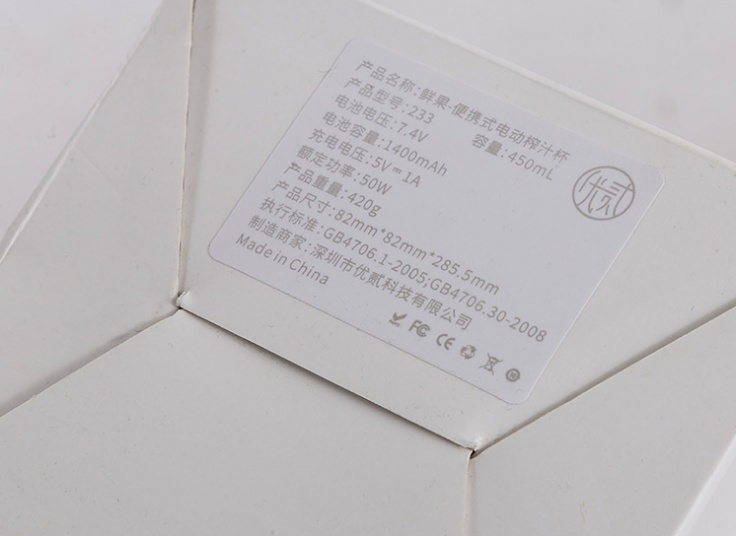 产品名称:鲜果-便携式电动榨汁杯
产品型号:233 容量:450mL
电池电压:7.4V
电池容量:1400mAh
充电电压:5V=1A
额定功率:50W
产品重量:420g
产品尺寸:82mm*82mm*285.5mm
执行标准:GB4706.1-2005;GB4706.30-2008
制造商家:深圳市优贰科技有限公司
Made in China
FC CE
优贰